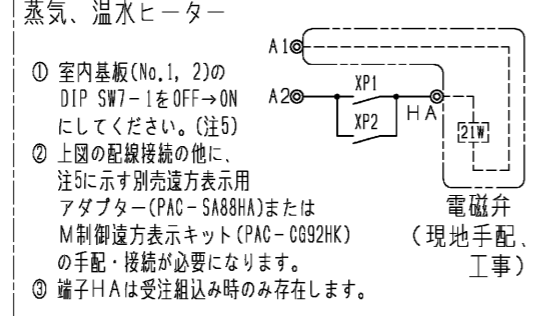 蒸気、温水ヒーター
① 室内基板(No.1, 2)の
DIP SW7-1をOFF→ON
にしてください。(注5)
② 上図の配線接続の他に、
注5に示す別売遠方表示用
アダプター(PAC-SA88HA)または
M制御遠方表示キット(PAC-CG92HK)
の手配・接続が必要になります。
③ 端子HAは受注組込み時のみ存在します。
A1
A2
XP1
XP2
HA
21W
電磁弁
(現地手配、
工事)